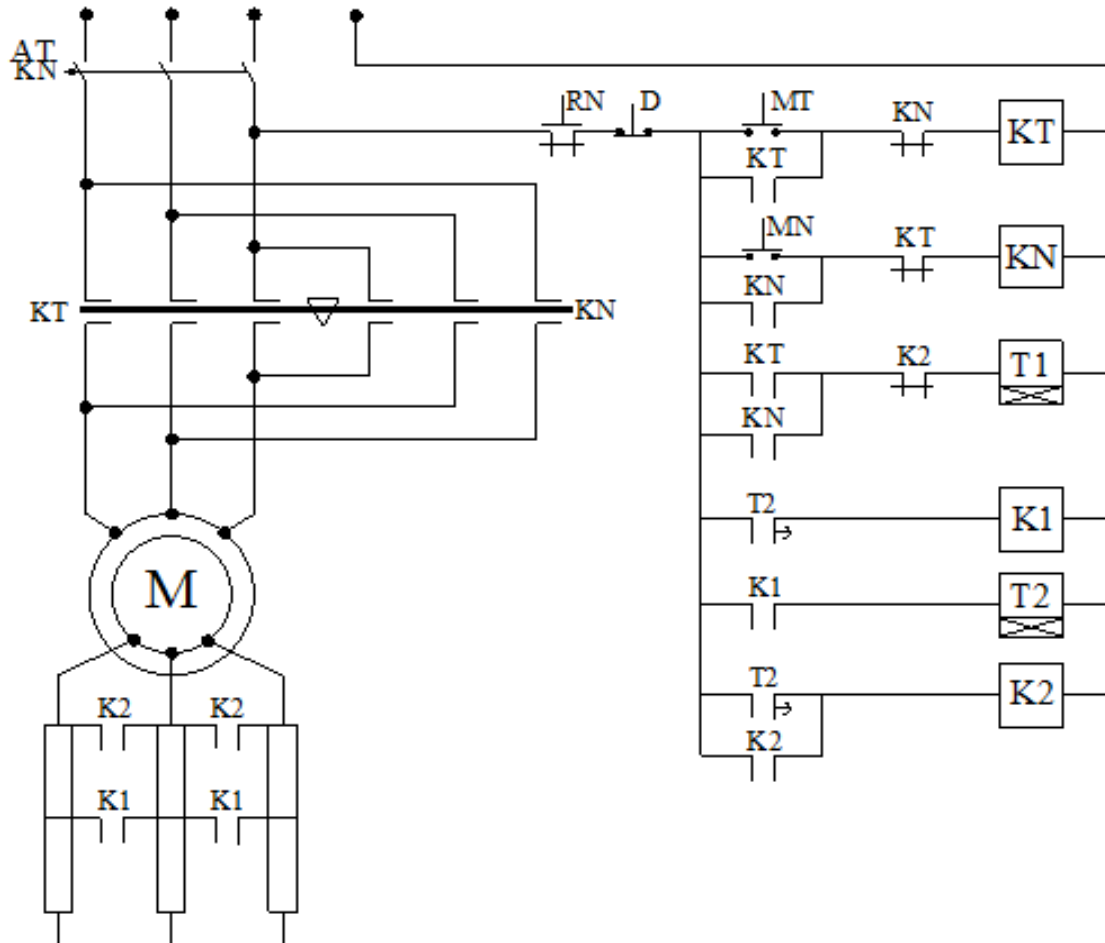 AT
KN
RN D MT KN KT
KT
MN KT KN
KN
KT KN
KT K2 T1
KN
T2 K1
M
K1 T2
T2 K2
K2 K2
K2
K1 K1